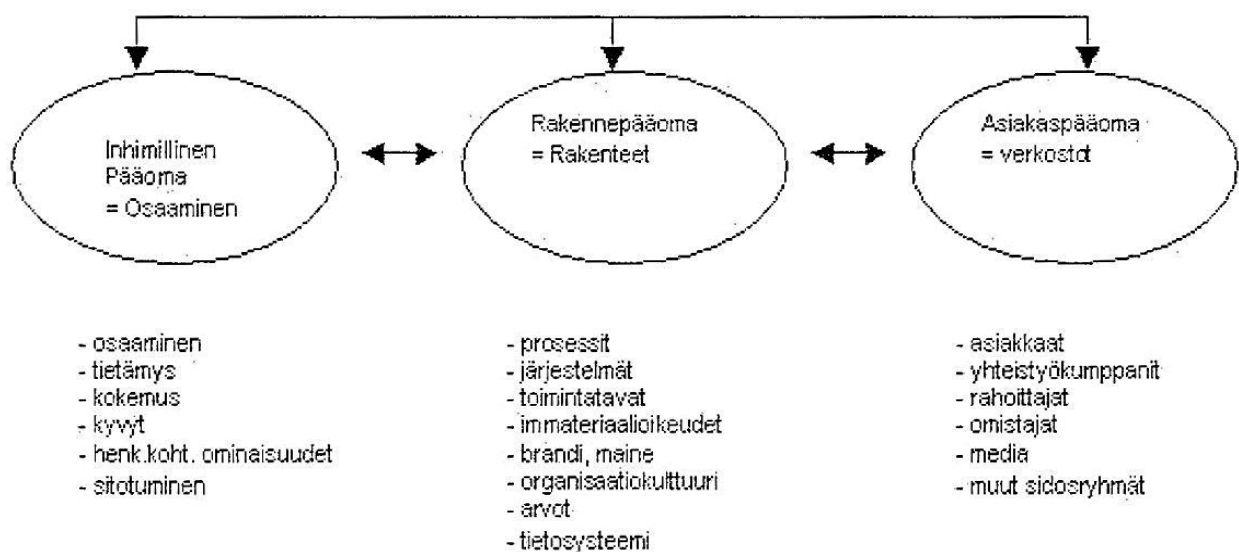 Inhimillinen
Pääoma
= Osaaminen
Rakennepääoma
= Rakenteet
Asiakaspääoma
= verkostot
- osaaminen
- tietämys
- kokemus
- kyvyt
- henk.koht. ominaisuudet
- sitotuminen
- prosessit
- järjestelmät
- toimintatavat
- immateriaalioikeudet
- brandi, maine
- organisaatiokulttuuri
- arvot
- tietosysteemi
- asiakkaat
- yhteistyökumppanit
- rahoittajat
- omistajat
- media
- muut sidosryhmät